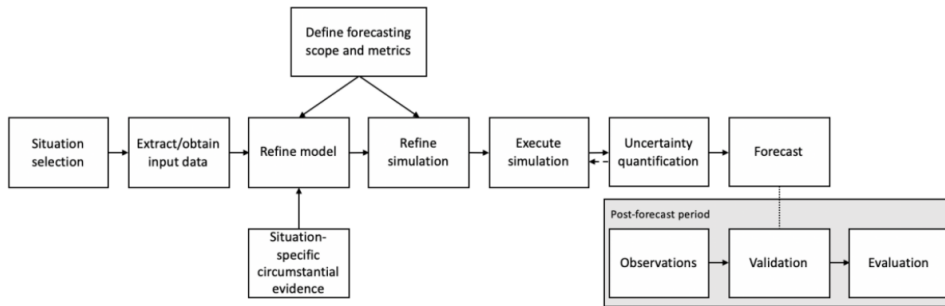 Define forecasting
scope and metrics
Situation
selection
Extract/obtain
input data
Refine model
Refine
simulation
Execute
simulation
Uncertainty
quantification
Forecast
Situation-
specific
circumstantial
evidence
Post-forecast period
Observations
Validation
Evaluation